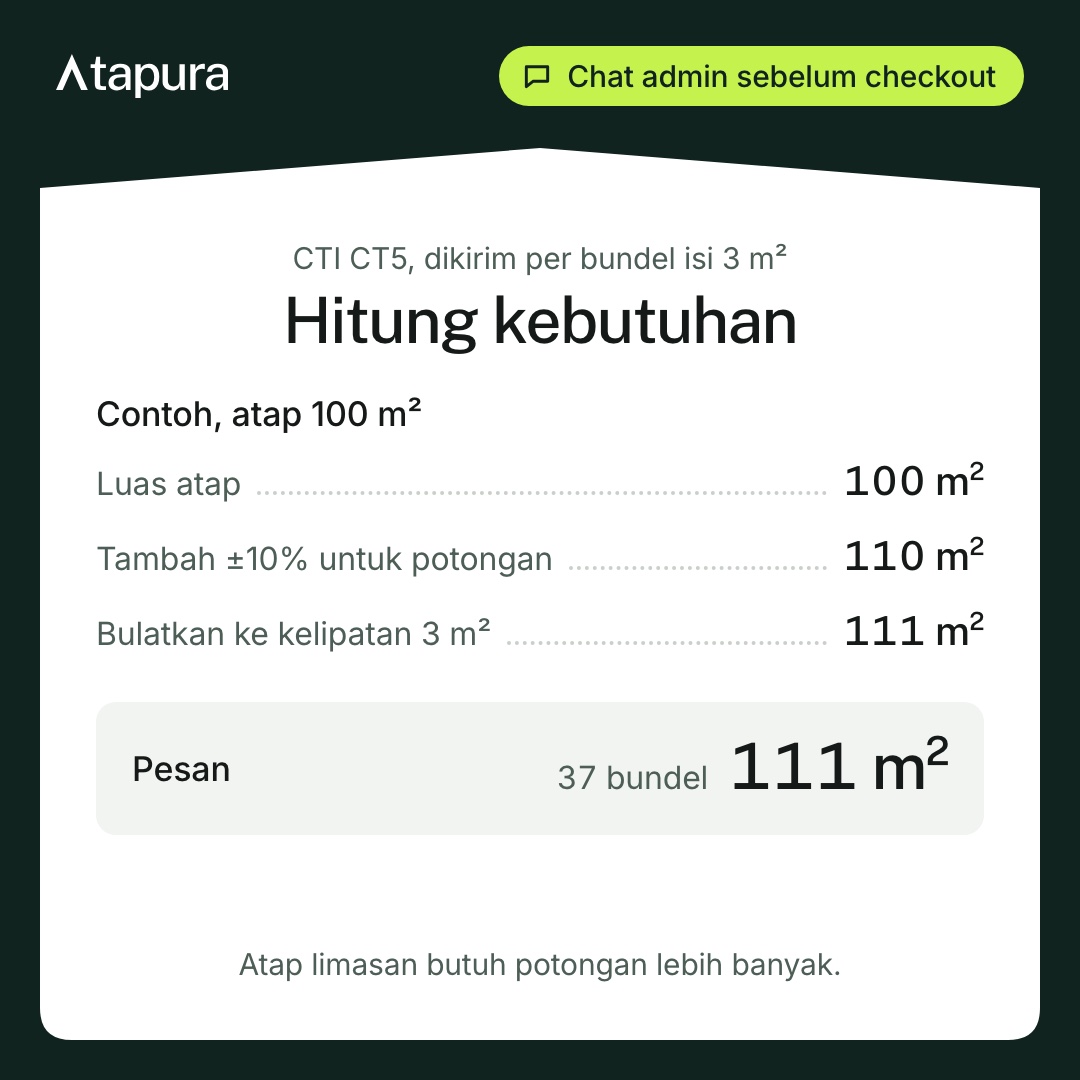 Atapura
Chat admin sebelum checkout
CTI CT5, dikirim per bundel isi 3 m²
Hitung kebutuhan
Contoh, atap 100 m²
Luas atap 100 m²
Tambah ±10% untuk potongan 110 m²
Bulatkan ke kelipatan 3 m² 111 m²
Pesan 37 bundel 111 m²
Atap limasan butuh potongan lebih banyak.